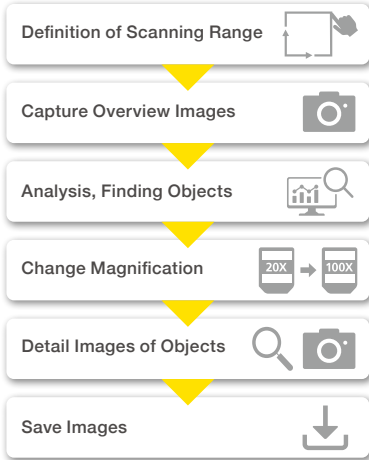 Definition of Scanning Range
Capture Overview Images
Analysis, Finding Objects
Change Magnification
20X
100X
Detail Images of Objects
Save Images